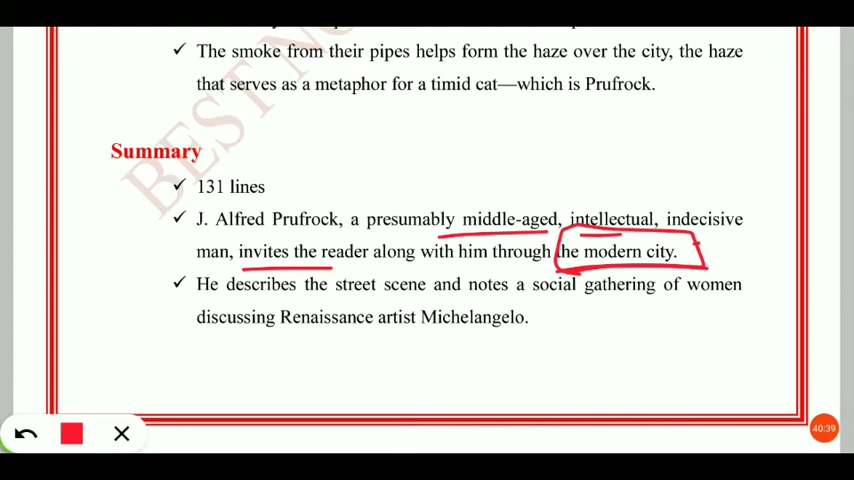 ✓ The smoke from their pipes helps form the haze over the city, the haze
that serves as a metaphor for a timid cat—which is Prufrock.
Summary
✓ 131 lines
✓ J. Alfred Prufrock, a presumably middle-aged, intellectual, indecisive
man, invites the reader along with him through the modern city.
✓ He describes the street scene and notes a social gathering of women
discussing Renaissance artist Michelangelo.
BEST NO
40:39